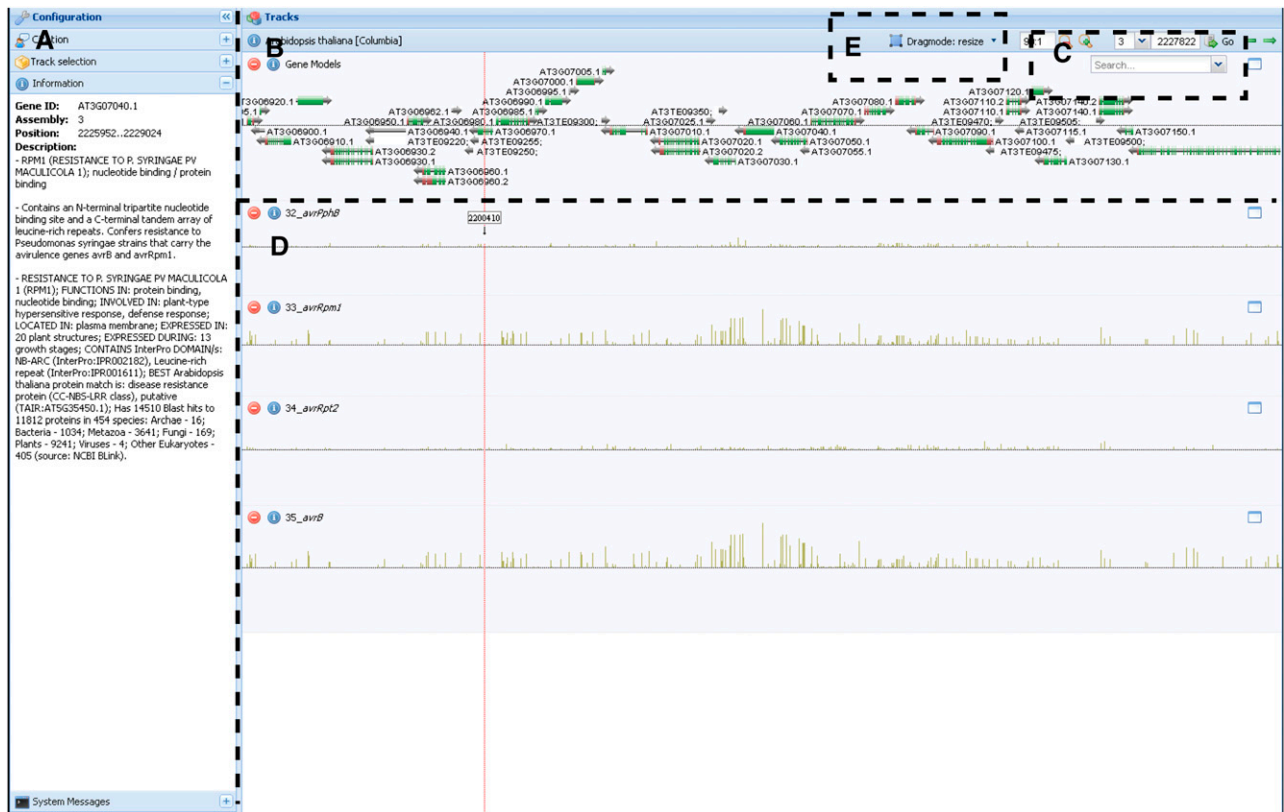 Configuration
A
Citation
Track selection
Information
Gene ID: AT3G07040.1
Assembly: 3
Position: 2225952..2229024
Description:
- RPM1 (RESISTANCE TO P. SYRINGAE PV
MACULICOLA 1); nucleotide binding / protein
binding
- Contains an N-terminal tripartite nucleotide
binding site and a C-terminal tandem array of
leucine-rich repeats. Confers resistance to
Pseudomonas syringae strains that carry the
avirulence genes avrB and avrRpm1.
- RESISTANCE TO P. SYRINGAE PV MACULICOLA
1 (RPM1); FUNCTIONS IN: protein binding,
nucleotide binding; INVOLVED IN: plant-type
hypersensitive response, defense response;
LOCATED IN: plasma membrane; EXPRESSED IN:
20 plant structures; EXPRESSED DURING: 13
growth stages; CONTAINS InterPro DOMAIN/s:
NB-ARC (InterPro:IPR002182), Leucine-rich
repeat (InterPro:IPR001611); BEST Arabidopsis
thaliana protein match is: disease resistance
protein (CC-NBS-LRR class), putative
(TAIR:AT5G35450.1); Has 14510 Blast hits to
11812 proteins in 454 species: Archae - 16;
Bacteria - 1034; Metazoa - 3641; Fungi - 169;
Plants - 9241; Viruses - 4; Other Eukaryotes -
405 (source: NCBI BLink).
System Messages
Tracks
B
Arabidopsis thaliana [Columbia]
E
Dragmode: resize
C
3
2227822
Go
Search...
Gene Models
AT3G07005.1
AT3G07000.1
AT3G06995.1
AT3G07120.1
T3G06920.1 AT3G06990.1 AT3G07080.1 AT3G07110.2 AT3G07140.2
AT3G06962.1 AT3G06985.1 AT3TE09350; AT3G07070.1 AT3G07110.1 AT3G07140.1
AT3G06950.1 AT3G06980.1 AT3TE09300; AT3G07025.1 AT3G07060.1 AT3TE09470; AT3TE09505;
AT3G06900.1 AT3G06940.1 AT3G06970.1 AT3G07010.1 AT3G07040.1 AT3G07090.1 AT3G07115.1 AT3G07150.1
AT3G06910.1 AT3TE09220; AT3TE09255; AT3G07020.1 AT3G07050.1 AT3G07100.1 AT3TE09500;
AT3G06930.2 AT3TE09250; AT3G07020.2 AT3G07055.1 AT3TE09475;
AT3G06930.1 AT3G07030.1 AT3G07130.1
AT3G06960.1
AT3G06960.2
32_avrPphB
2200410
D
33_avrRpm1
34_avrRpt2
35_avrB